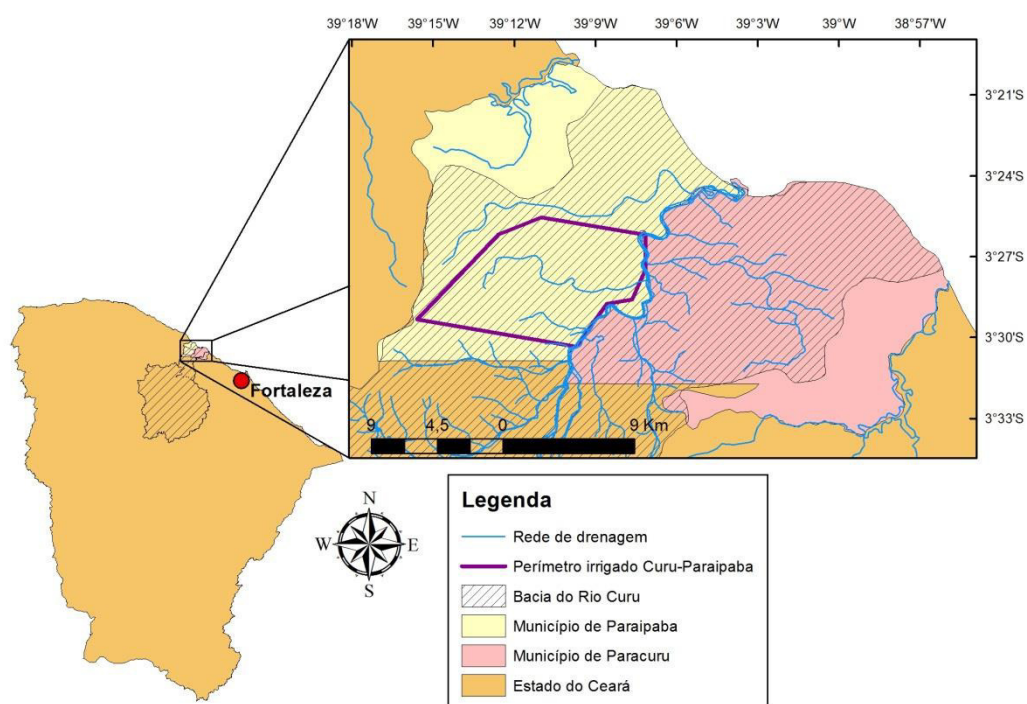 39°18'W 39°15'W 39°12'W 39°9'W 39°6'W 39°3'W 39°W 38°57'W
3°21'S
3°24'S
3°27'S
3°30'S
3°33'S
Fortaleza
9 4,5 0 9 Km
N
W E
S
Legenda
Rede de drenagem
Perímetro irrigado Curu-Paraipaba
Bacia do Rio Curu
Município de Paraipaba
Município de Paracuru
Estado do Ceará